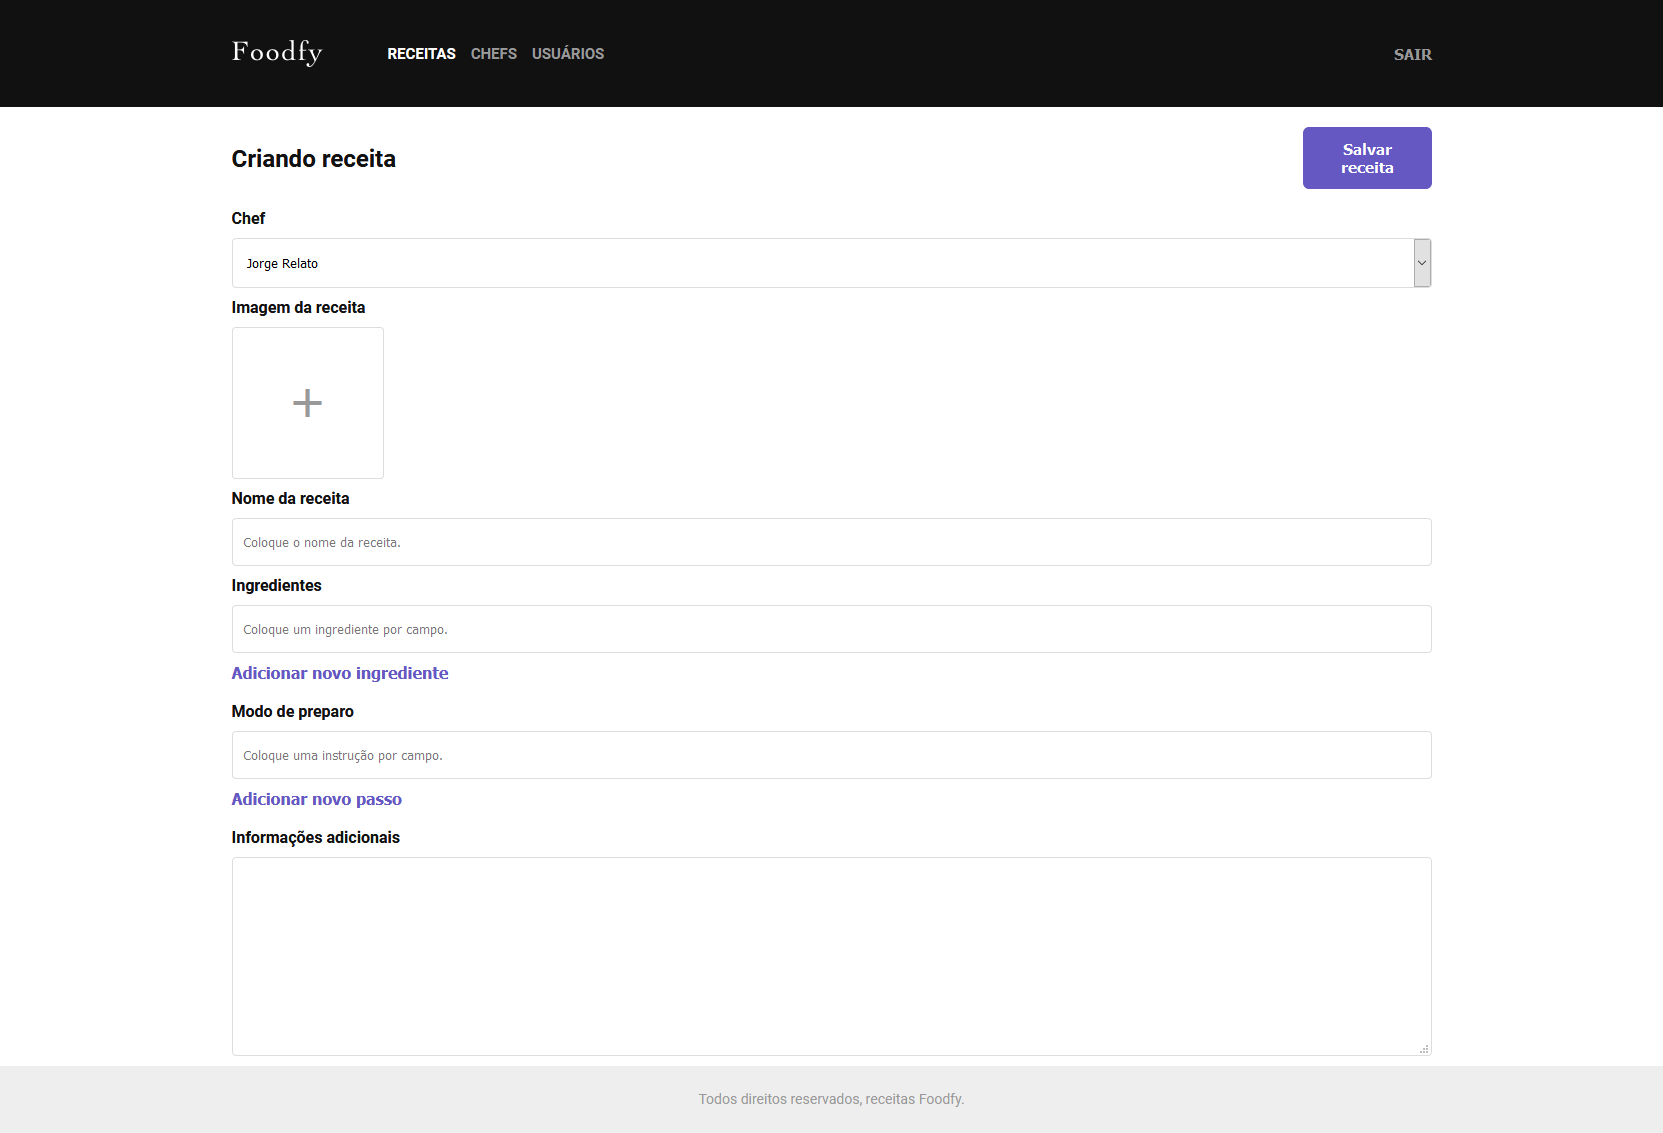 Foodfy
RECEITAS CHEFS USUÁRIOS
SAIR
Criando receita
Salvar
receita
Chef
Jorge Relato
Imagem da receita
+
Nome da receita
Coloque o nome da receita.
Ingredientes
Coloque um ingrediente por campo.
Adicionar novo ingrediente
Modo de preparo
Coloque uma instrução por campo.
Adicionar novo passo
Informações adicionais
Todos direitos reservados, receitas Foodfy.